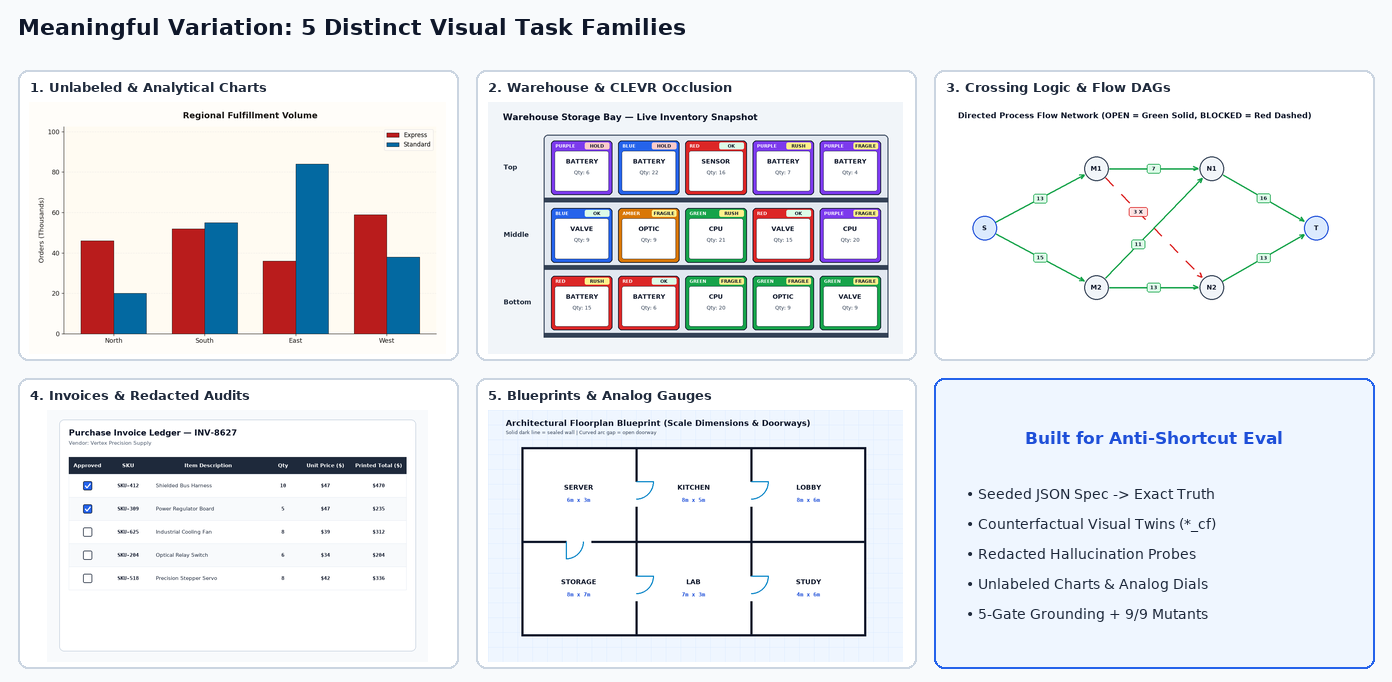 Meaningful Variation: 5 Distinct Visual Task Families
1. Unlabeled & Analytical Charts
Regional Fulfillment Volume
Express
Standard
Orders (Thousands)
100
80
60
40
20
0
North South East West
2. Warehouse & CLEVR Occlusion
Warehouse Storage Bay — Live Inventory Snapshot
Top
PURPLE HOLD BLUE HOLD RED OK PURPLE RUSH PURPLE FRAGILE
BATTERY BATTERY SENSOR BATTERY BATTERY
Qty: 6 Qty: 22 Qty: 16 Qty: 7 Qty: 4
Middle
BLUE OK AMBER FRAGILE GREEN RUSH RED OK PURPLE FRAGILE
VALVE OPTIC CPU VALVE CPU
Qty: 9 Qty: 9 Qty: 21 Qty: 15 Qty: 20
Bottom
RED RUSH RED OK GREEN FRAGILE GREEN FRAGILE GREEN FRAGILE
BATTERY BATTERY CPU OPTIC VALVE
Qty: 15 Qty: 6 Qty: 20 Qty: 9 Qty: 9
3. Crossing Logic & Flow DAGs
Directed Process Flow Network (OPEN = Green Solid, BLOCKED = Red Dashed)
M1 7 N1
13 3 X 16
S T
15 11 13
M2 13 N2
4. Invoices & Redacted Audits
Purchase Invoice Ledger — INV-8627
Vendor: Vertex Precision Supply
Approved SKU Item Description Qty Unit Price ($) Printed Total ($)
SKU-412 Shielded Bus Harness 10 $47 $470
SKU-309 Power Regulator Board 5 $47 $235
SKU-625 Industrial Cooling Fan 8 $39 $312
SKU-204 Optical Relay Switch 6 $34 $204
SKU-518 Precision Stepper Servo 8 $42 $336
5. Blueprints & Analog Gauges
Architectural Floorplan Blueprint (Scale Dimensions & Doorways)
Solid dark line = sealed wall | Curved arc gap = open doorway
SERVER KITCHEN LOBBY
6m x 3m 8m x 5m 8m x 6m
STORAGE LAB STUDY
8m x 7m 7m x 3m 4m x 6m
Built for Anti-Shortcut Eval
• Seeded JSON Spec -> Exact Truth
• Counterfactual Visual Twins (*_cf)
• Redacted Hallucination Probes
• Unlabeled Charts & Analog Dials
• 5-Gate Grounding + 9/9 Mutants